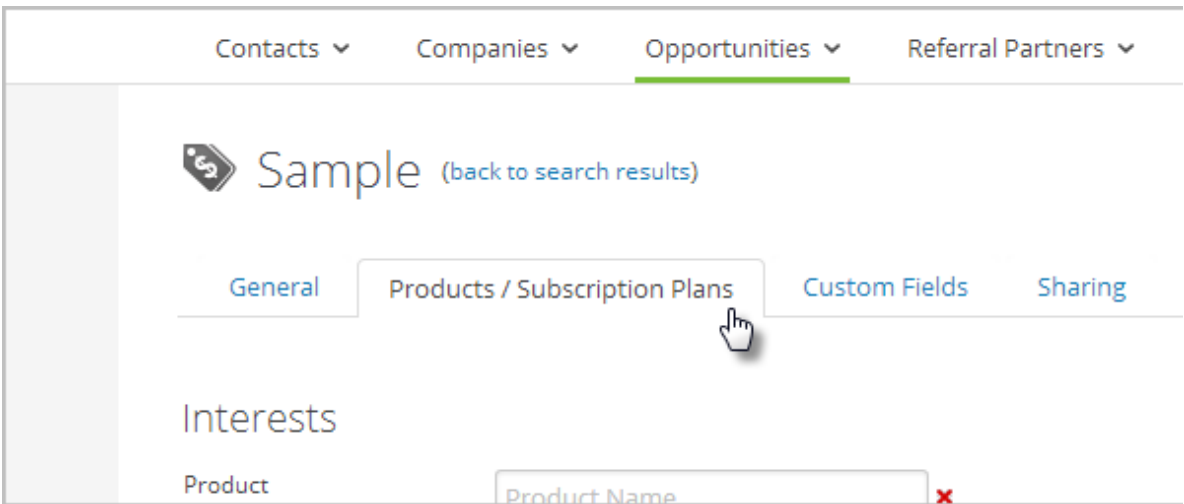 Contacts Companies Opportunities Referral Partners
Sample (back to search results)
General Products / Subscription Plans Custom Fields Sharing
Interests
Product
Product Name